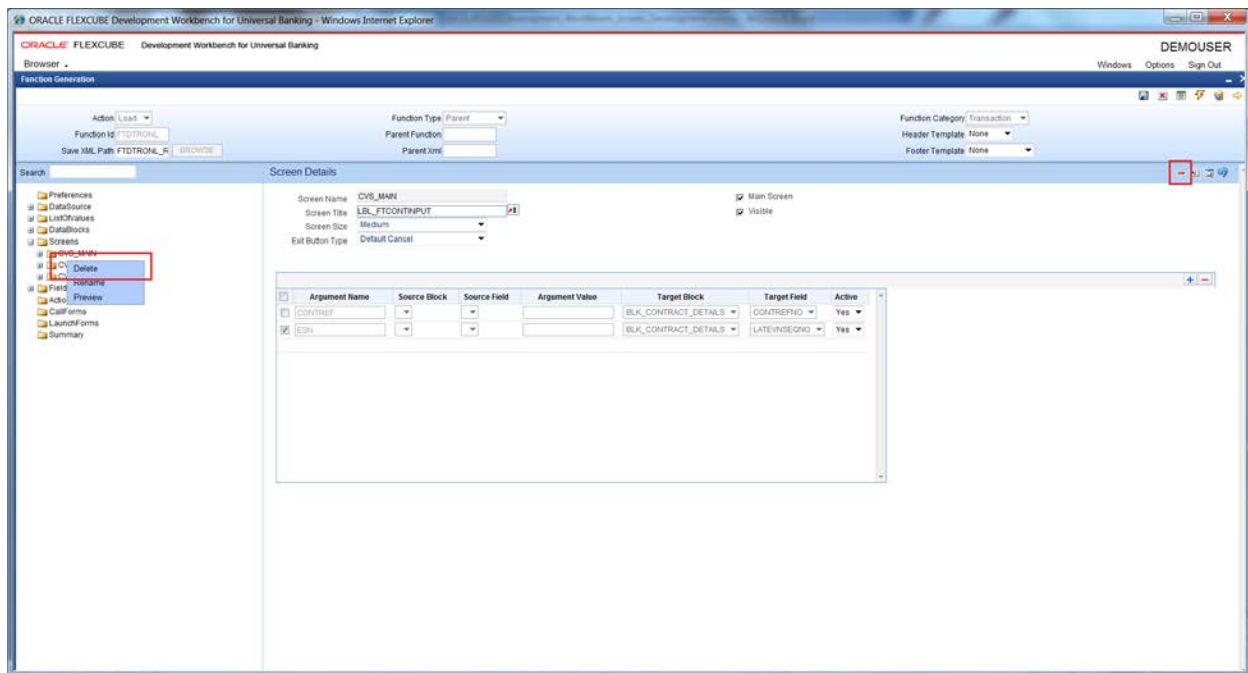 ORACLE FLEXCUBE Development Workbench for Universal Banking - Windows Internet Explorer
ORACLE FLEXCUBE Development Workbench for Universal Banking
DEMOUSER
Browser
Windows Options Sign Out
Function Generation
Action Load Function Type Parent Function Category Transaction
Function Id FTDTRONL Parent Function Header Template None
Save XML Path FTDTRONL_R BROWSE Parent Xml Footer Template None
Search
Screen Details
Preferences
DataSource
ListOfValues
DataBlocks
Screens
CVS_MAIN
Delete
Rename
Preview
CallForms
LaunchForms
Summary
Screen Name CVS_MAIN Main Screen
Screen Title LBL_FTCONTINPUT Visible
Screen Size Medium
Exit Button Type Default Cancel
Argument Name Source Block Source Field Argument Value Target Block Target Field Active
CONTREF BLK_CONTRACT_DETAILS CONTREFNO Yes
ESN BLK_CONTRACT_DETAILS LATEVNSEQNO Yes